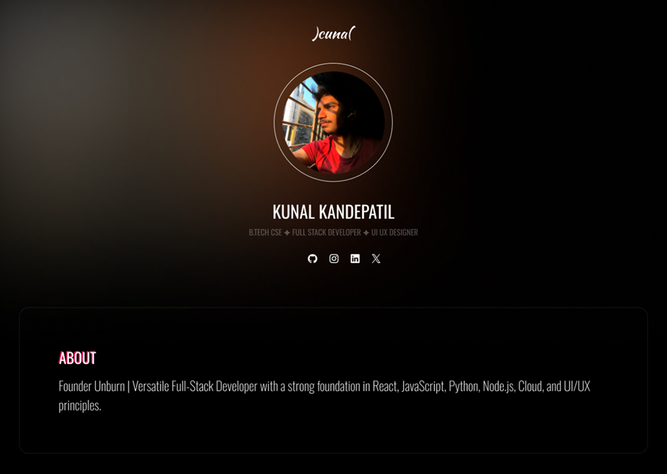 KUNAL KANDEPATIL
B.TECH CSE ✦ FULL STACK DEVELOPER ✦ UI UX DESIGNER
ABOUT
Founder Unburn | Versatile Full-Stack Developer with a strong foundation in React, JavaScript, Python, Node.js, Cloud, and UI/UX
principles.